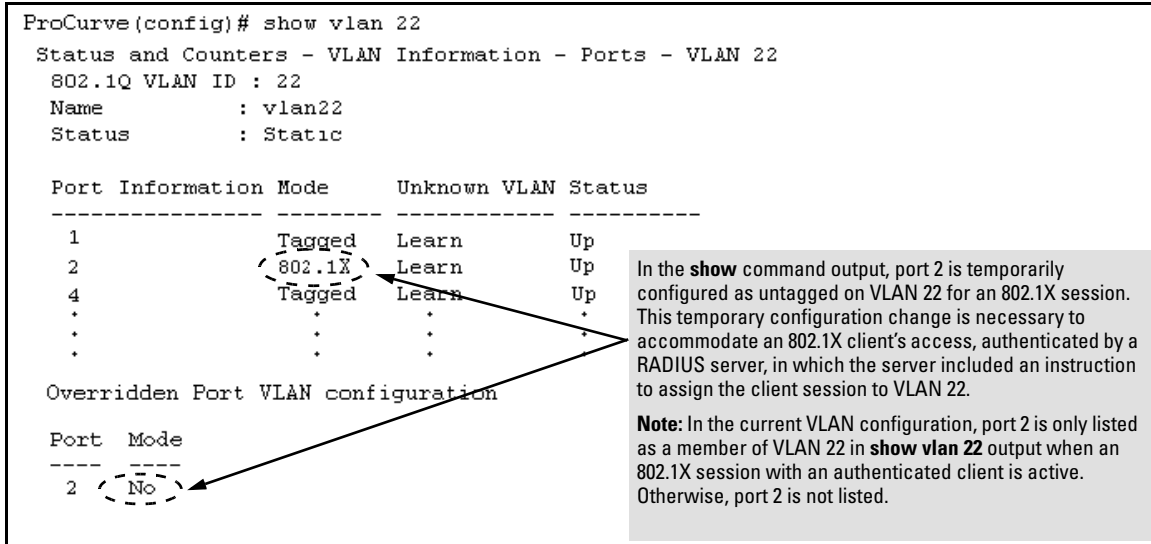 ProCurve(config)# show vlan 22
Status and Counters - VLAN Information - Ports - VLAN 22
802.1Q VLAN ID : 22
Name : vlan22
Status : Static
Port Information Mode Unknown VLAN Status
---------------- -------- ------------ ----------
1 Tagged Learn Up
2 802.1X Learn Up
4 Tagged Learn Up
Overridden Port VLAN configuration
Port Mode
---- ----
2 No
In the show command output, port 2 is temporarily
configured as untagged on VLAN 22 for an 802.1X session.
This temporary configuration change is necessary to
accommodate an 802.1X client's access, authenticated by a
RADIUS server, in which the server included an instruction
to assign the client session to VLAN 22.
Note: In the current VLAN configuration, port 2 is only listed
as a member of VLAN 22 in show vlan 22 output when an
802.1X session with an authenticated client is active.
Otherwise, port 2 is not listed.